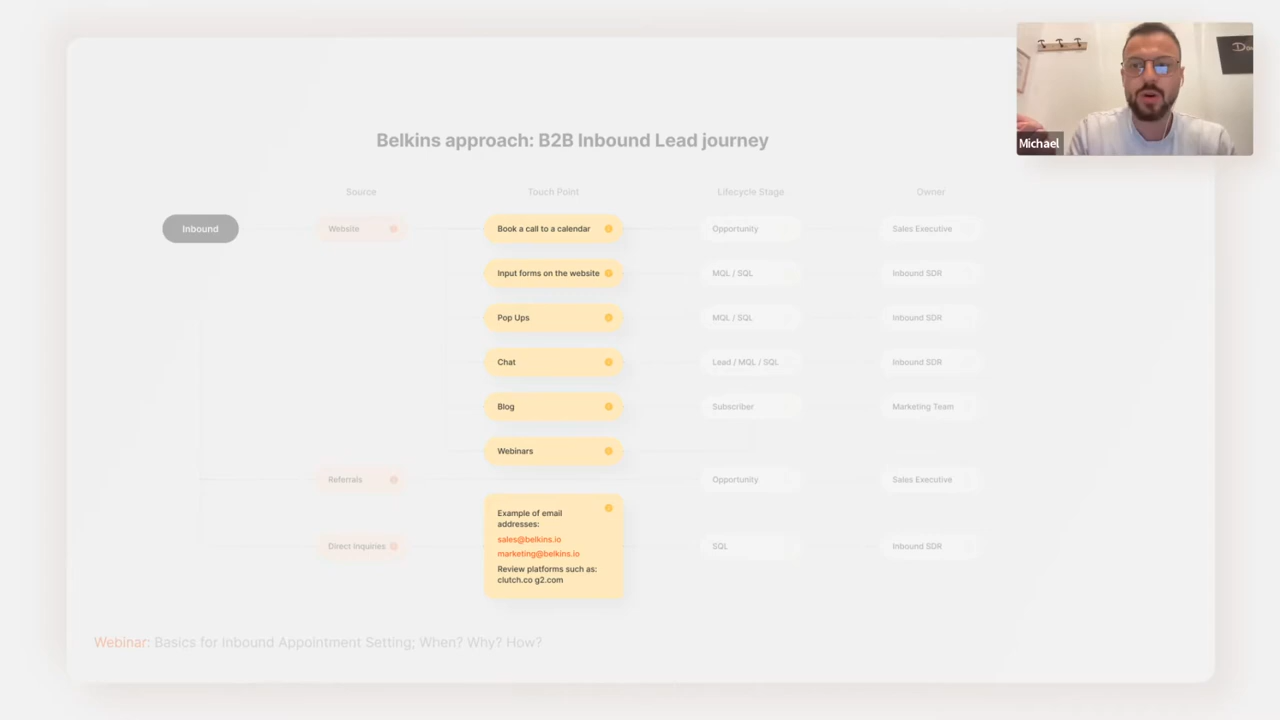 Belkins approach: B2B Inbound Lead journey
Source
Touch Point
Lifecycle Stage
Owner
Inbound
Website
Book a call to a calendar
Opportunity
Sales Executive
Input forms on the website
MQL / SQL
Inbound SDR
Pop Ups
MQL / SQL
Inbound SDR
Chat
Lead / MQL / SQL
Inbound SDR
Blog
Subscriber
Marketing Team
Webinars
Referrals
Opportunity
Sales Executive
Direct inquiries
Example of email
addresses:
sales@belkins.io
marketing@belkins.io
Review platforms such as:
clutch.co g2.com
SQL
Inbound SDR
Webinar: Basics for Inbound Appointment Setting; When? Why? How?
Michael